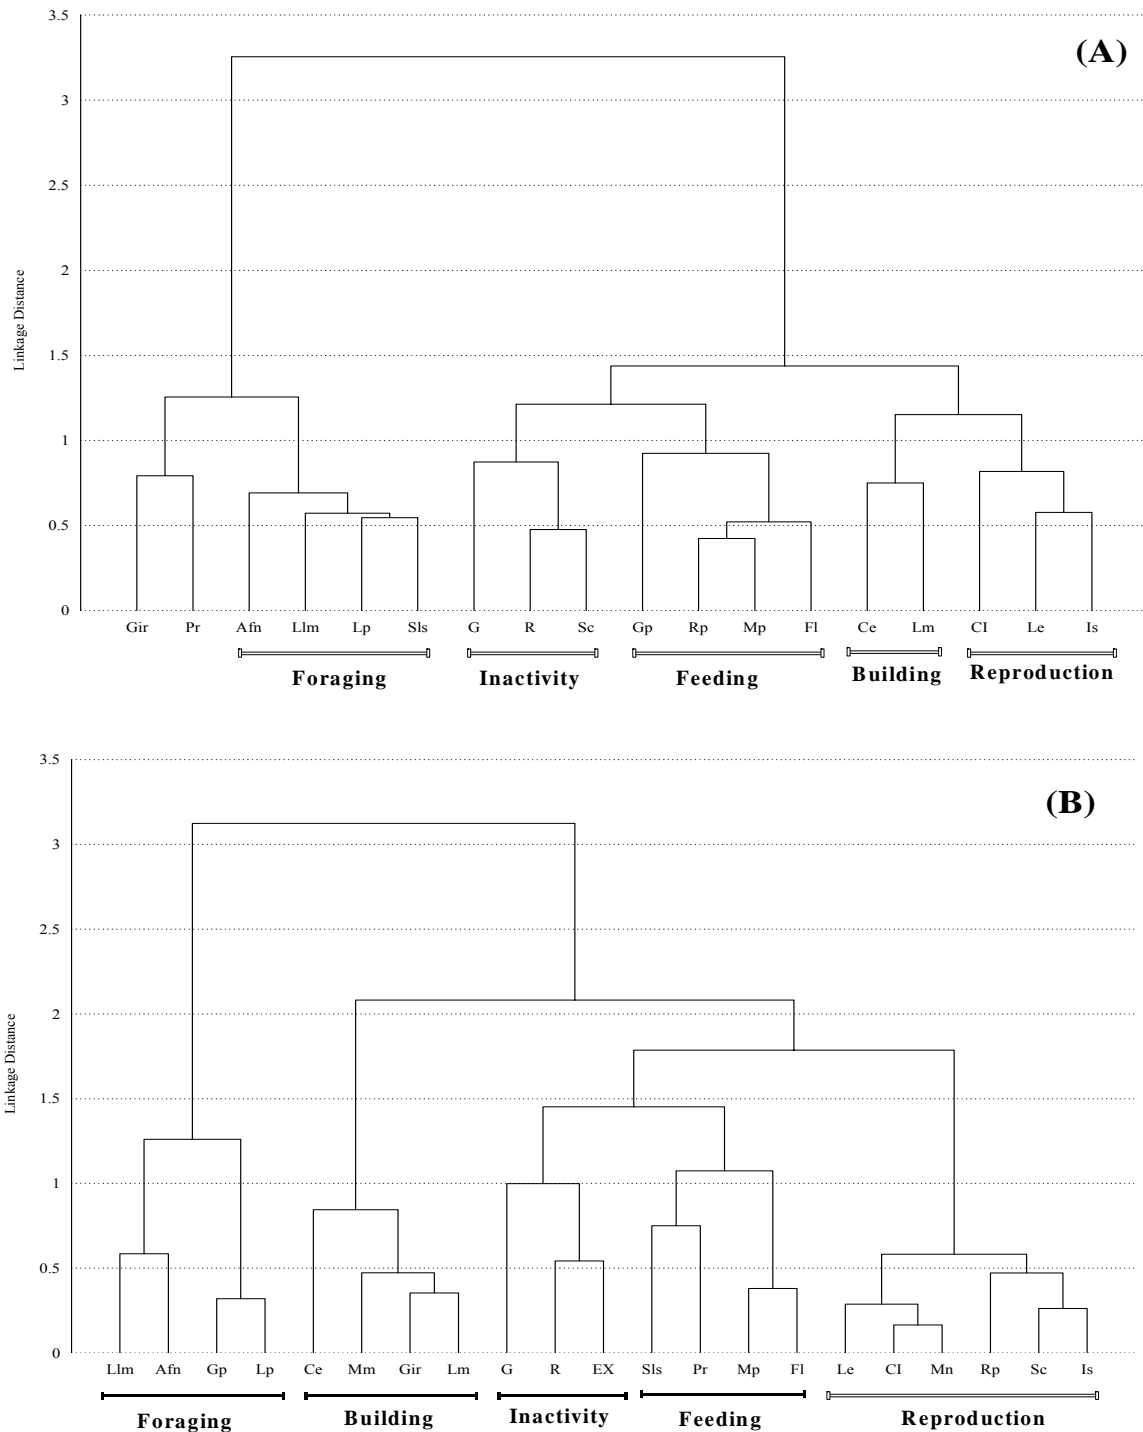 3.5
(A)
3
2.5
2
Linkage Distance
1.5
1
0.5
0
Gir Pr Afn Llm Lp Sls G R Sc Gp Rp Mp Fl Ce Lm CI Le Is
Foraging Inactivity Feeding Building Reproduction
3.5
(B)
3
2.5
2
Linkage Distance
1.5
1
0.5
0
Llm Afn Gp Lp Ce Mm Gir Lm G R EX Sls Pr Mp Fl Le CI Mn Rp Sc Is
Foraging Building Inactivity Feeding Reproduction